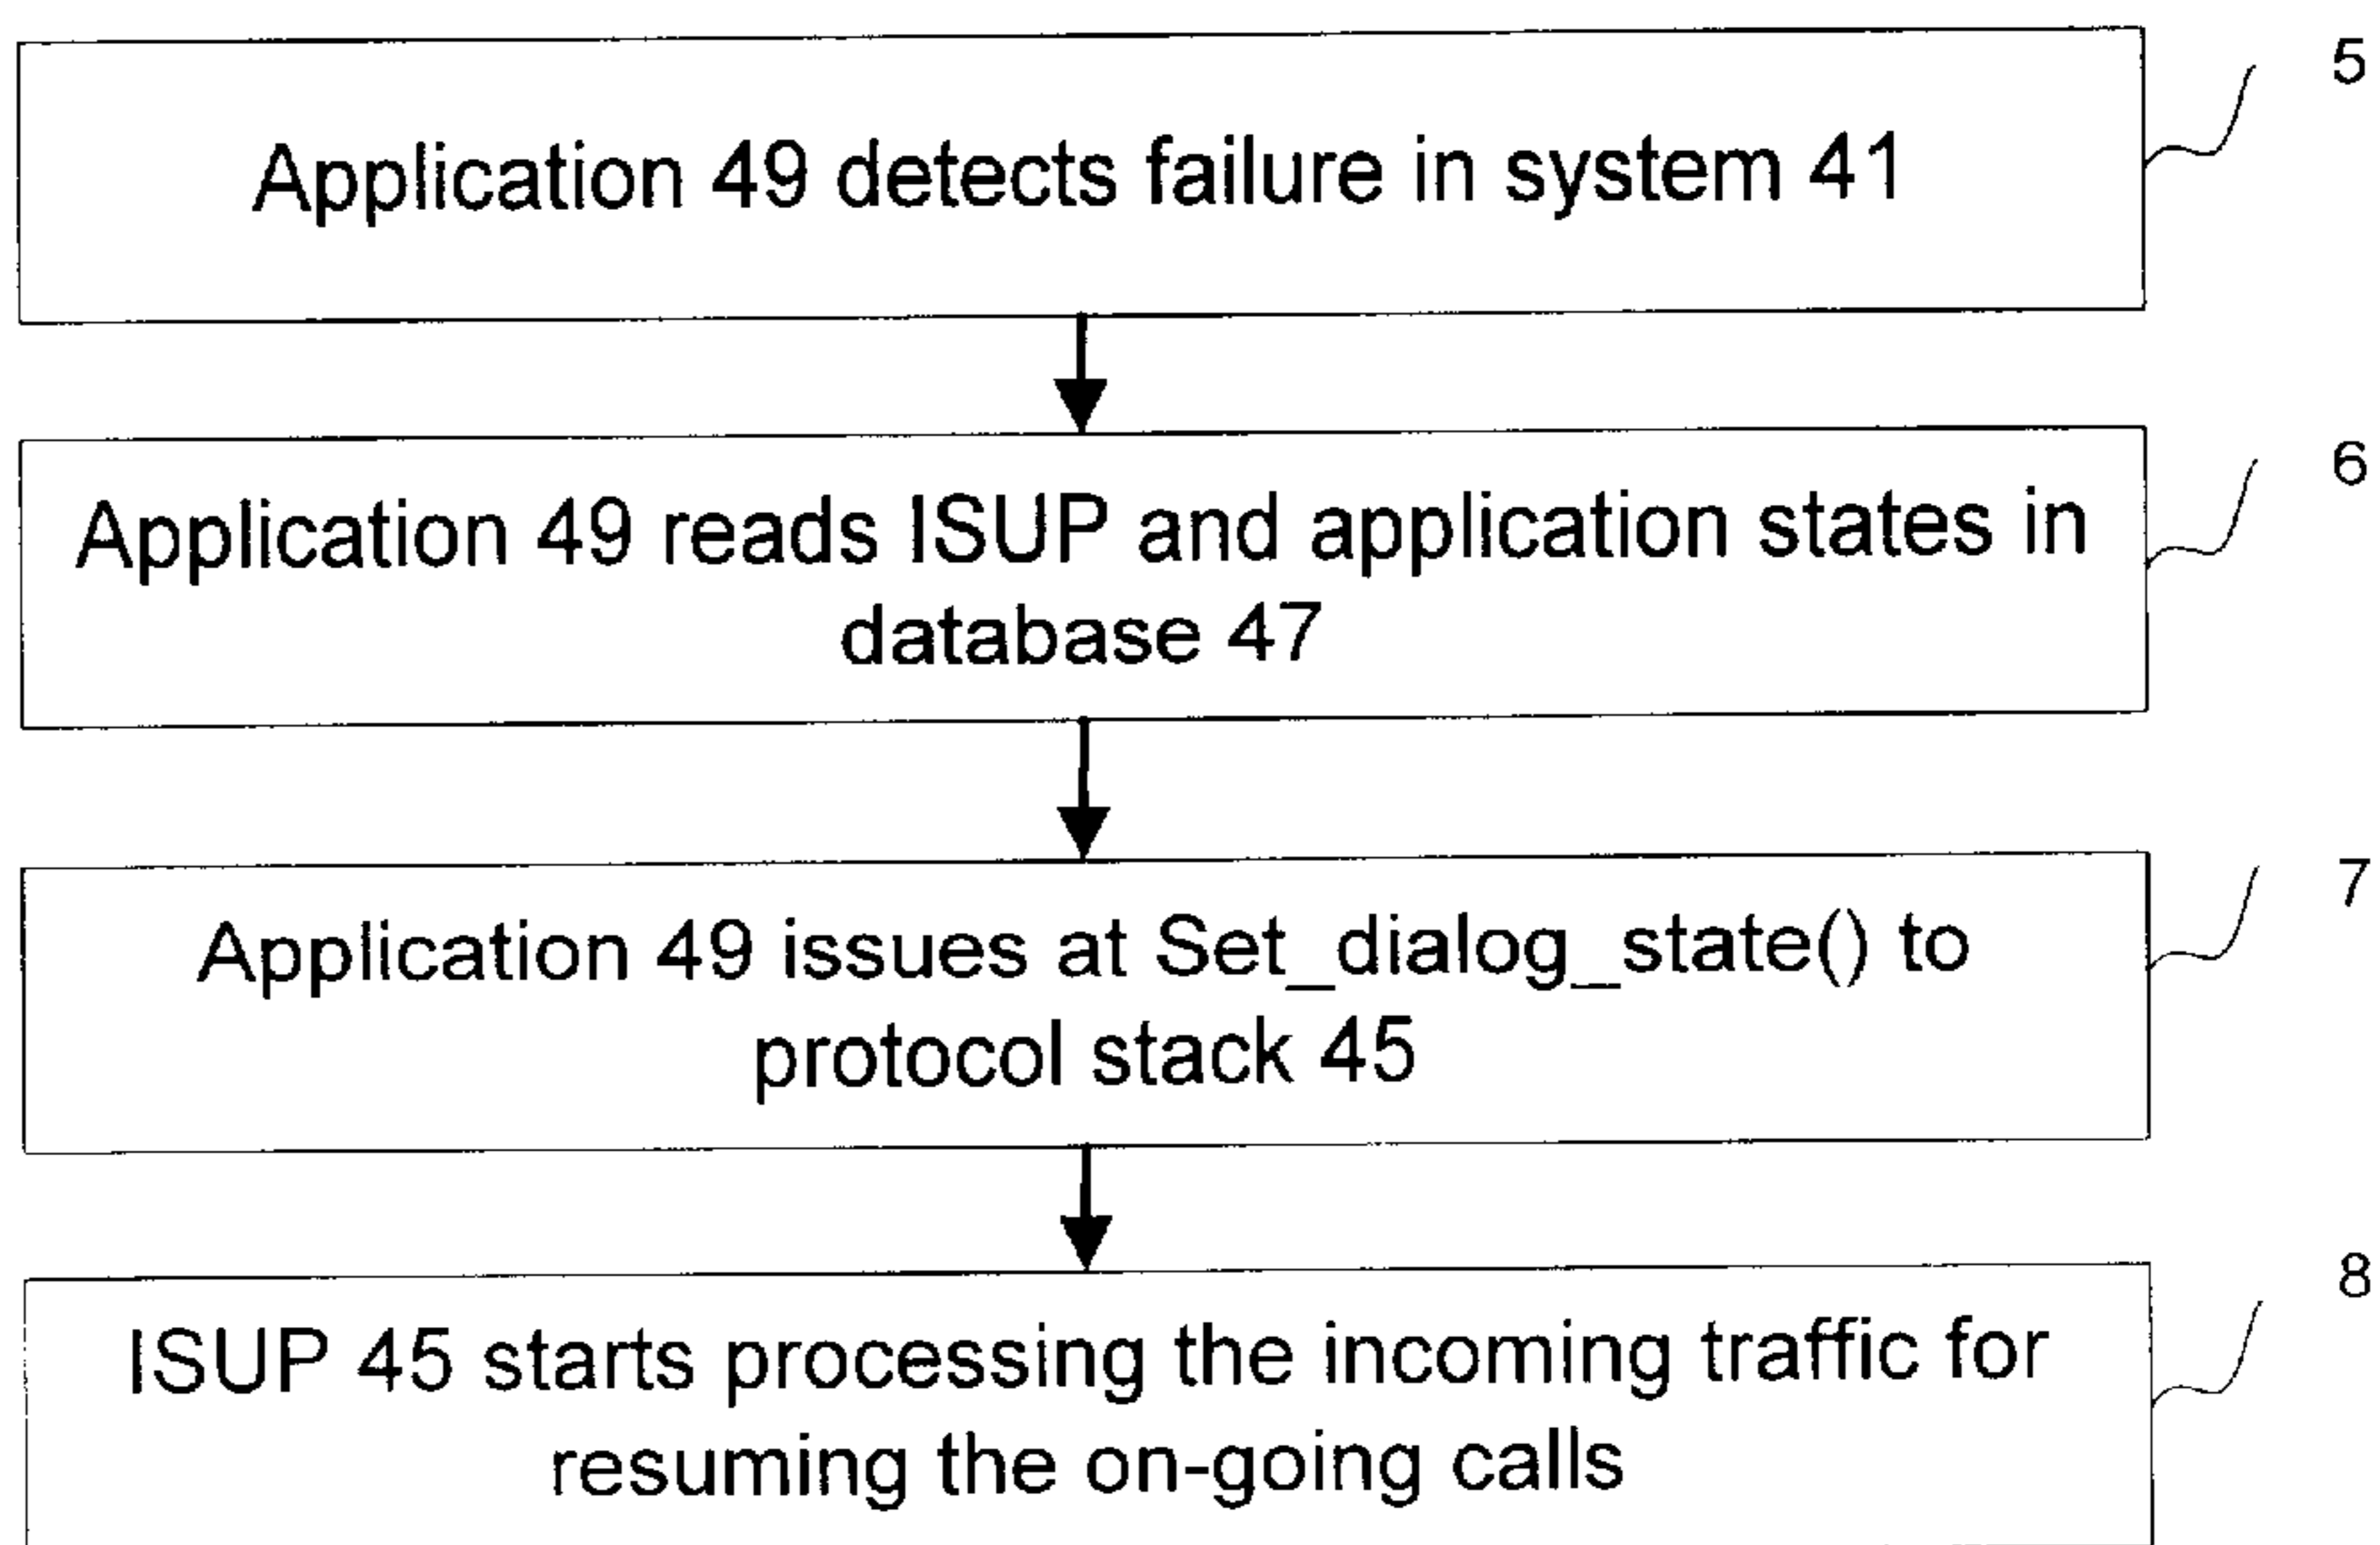 5
Application 49 detects failure in system 41
6
Application 49 reads ISUP and application states in
database 47
7
Application 49 issues at Set_dialog_state() to
protocol stack 45
8
ISUP 45 starts processing the incoming traffic for
resuming the on-going calls